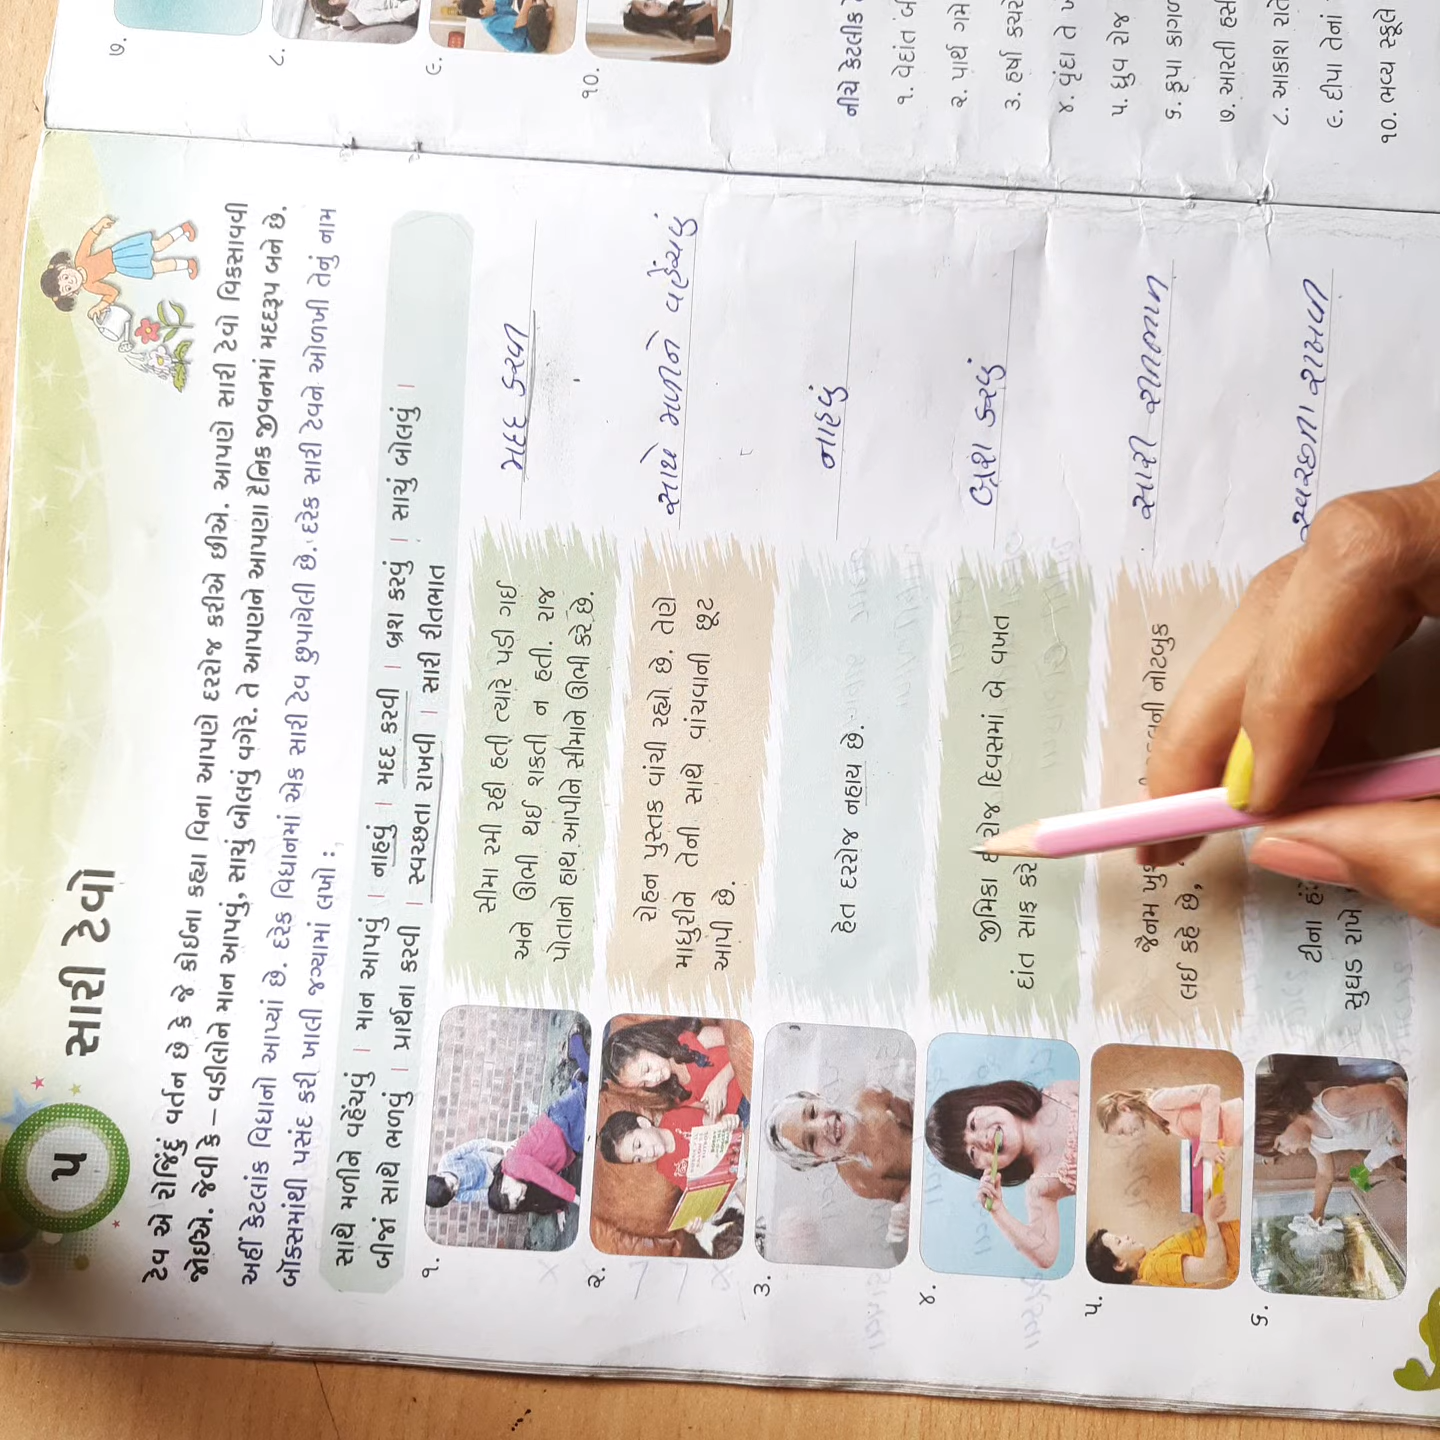 ૫
સારી ટેવો
ટેવ એ રોજિંદું વર્તન છે કે જે કોઈના કહ્યા વિના આપણે દરરોજ કરીએ છીએ. આપણે સારી ટેવો વિકસાવવી
જોઈએ. જેવી કે – વડીલોને માન આપવું, સાચું બોલવું વગેરે. તે આપણને આપણા દૈનિક જીવનમાં મદદરૂપ બને છે.
અહીં કેટલાંક વિધાનો આપ્યાં છે. દરેક વિધાનમાં એક સારી ટેવ છુપાયેલી છે. દરેક સારી ટેવને ઓળખી તેનું નામ
બૉક્સમાંથી પસંદ કરી ખાલી જગ્યામાં લખો :
સાથે મળીને વહેંચવું | માન આપવું | નાહવું | મદદ કરવી | બ્રશ કરવું | સાચું બોલવું |
બીજાં સાથે ભળવું | પ્રાર્થના કરવી | સ્વચ્છતા રાખવી | સારી રીતભાત
૧.
સીમા રમી રહી હતી ત્યારે પડી ગઈ
અને ઊભી થઈ શકતી ન હતી. રાજ
પોતાનો હાથ આપીને સીમાને ઊભી કરે છે.
મદદ કરવી
૨.
રોહન પુસ્તક વાંચી રહ્યો છે. તેણે
માધુરીને તેની સાથે વાંચવાની છૂટ
આપી છે.
સાથે મળીને વહેંચવું
૩.
હેત દરરોજ નહાય છે.
નાહવું
૪.
જીમિકા દરરોજ દિવસમાં બે વખત
દાંત સાફ કરે
બ્રશ કરવું
૫.
જૈનમ નોટબુક
લઈ કહે છે,
સારી રીતભાત
૬.
ટીના
સુઘડ રાખે
સ્વચ્છતા રાખવી
૭.
૮.
૯.
૧૦.
નીચે કેટલીક
૧. વેદાંત
૨. પાર્થ ગમે
૩. હર્ષા કચર
૪. વૃંદા તે
૫. ધ્રુવ રોજ
૬. કૃપા કાગળ
૭. આરતી હસ
૮. આકાશ રાતે
૯. દીપા તેનાં
૧૦. ભવ્ય સ્કૂલ